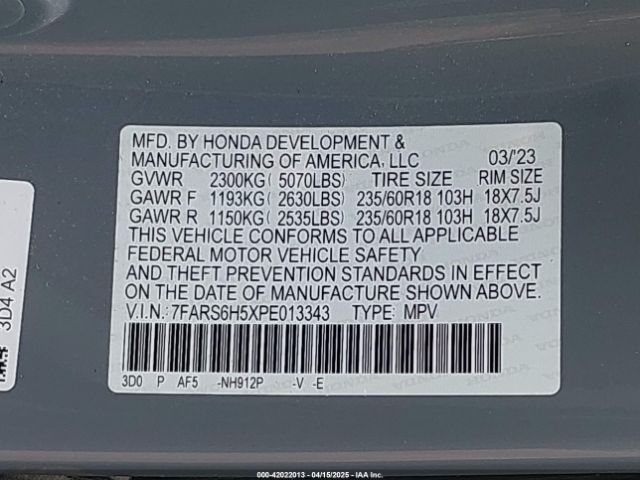 MFD. BY HONDA DEVELOPMENT &
MANUFACTURING OF AMERICA, LLC 03/'23
GVWR 2300KG (5070LBS) TIRE SIZE RIM SIZE
GAWR F 1193KG (2630LBS) 235/60R18 103H 18X7.5J
GAWR R 1150KG (2535LBS) 235/60R18 103H 18X7.5J
THIS VEHICLE CONFORMS TO ALL APPLICABLE
FEDERAL MOTOR VEHICLE SAFETY
AND THEFT PREVENTION STANDARDS IN EFFECT
ON THE DATE OF MANUFACTURE SHOWN ABOVE.
V.I.N.: 7FARS6H5XPE013343 TYPE: MPV
3D0 P AF5 -NH912P -V -E
3D4 A2
000-42022013 - 04/15/2025 - IAA Inc.